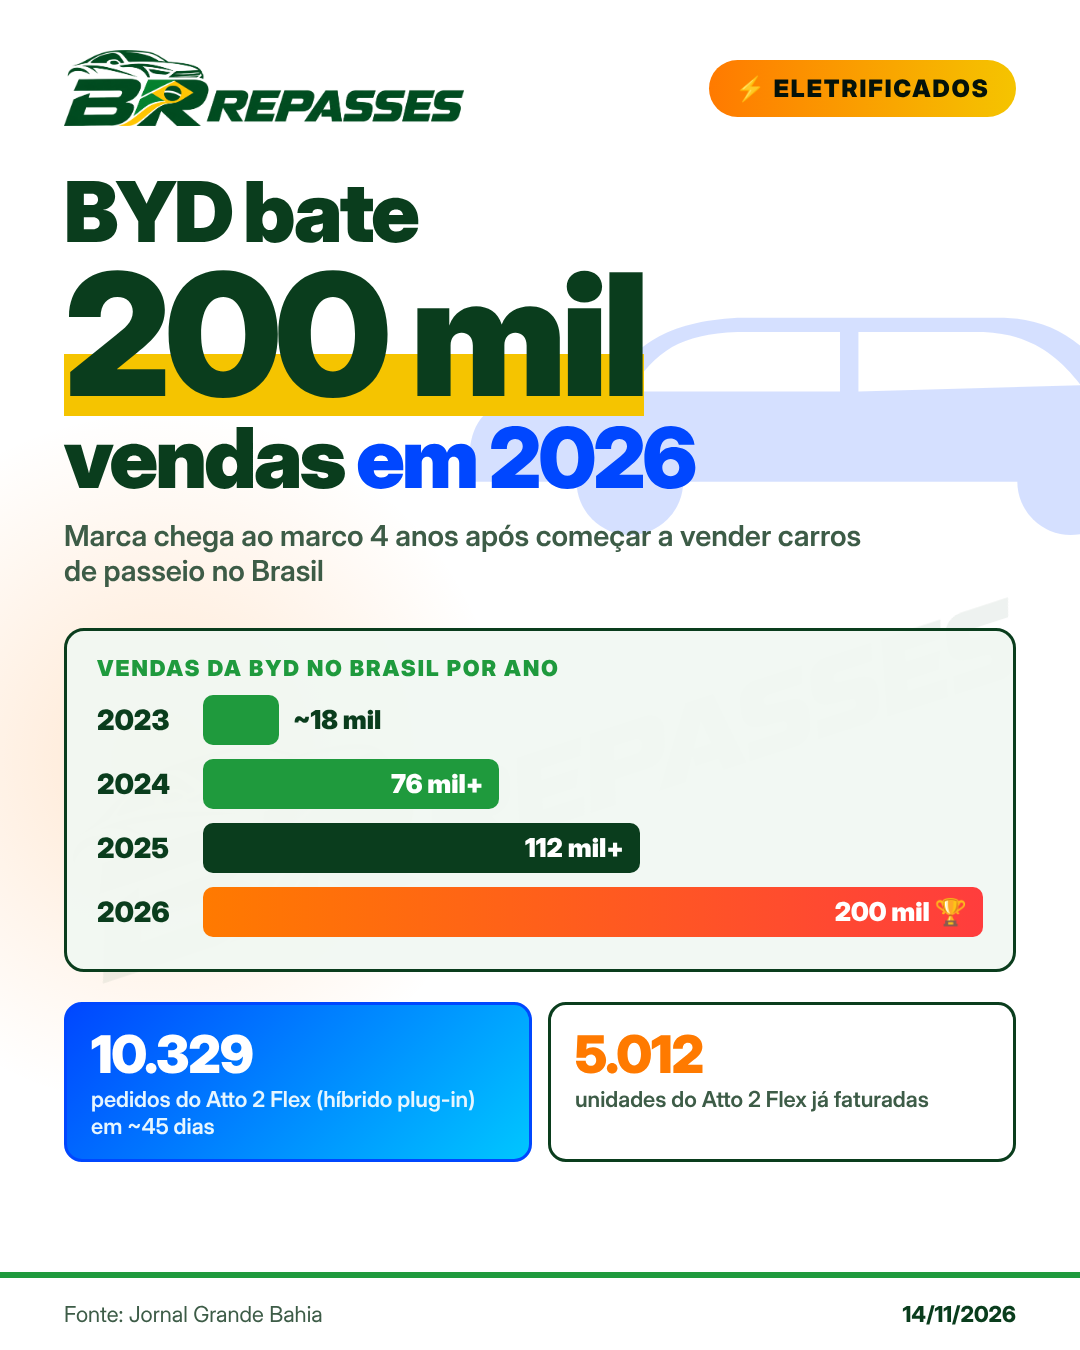 BR REPASSES
⚡ ELETRIFICADOS
BYD bate
200 mil
vendas em 2026
Marca chega ao marco 4 anos após começar a vender carros
de passeio no Brasil
VENDAS DA BYD NO BRASIL POR ANO
2023 ~18 mil
2024 76 mil+
2025 112 mil+
2026 200 mil 🏆
10.329
pedidos do Atto 2 Flex (híbrido plug-in)
em ~45 dias
5.012
unidades do Atto 2 Flex já faturadas
Fonte: Jornal Grande Bahia
14/11/2026